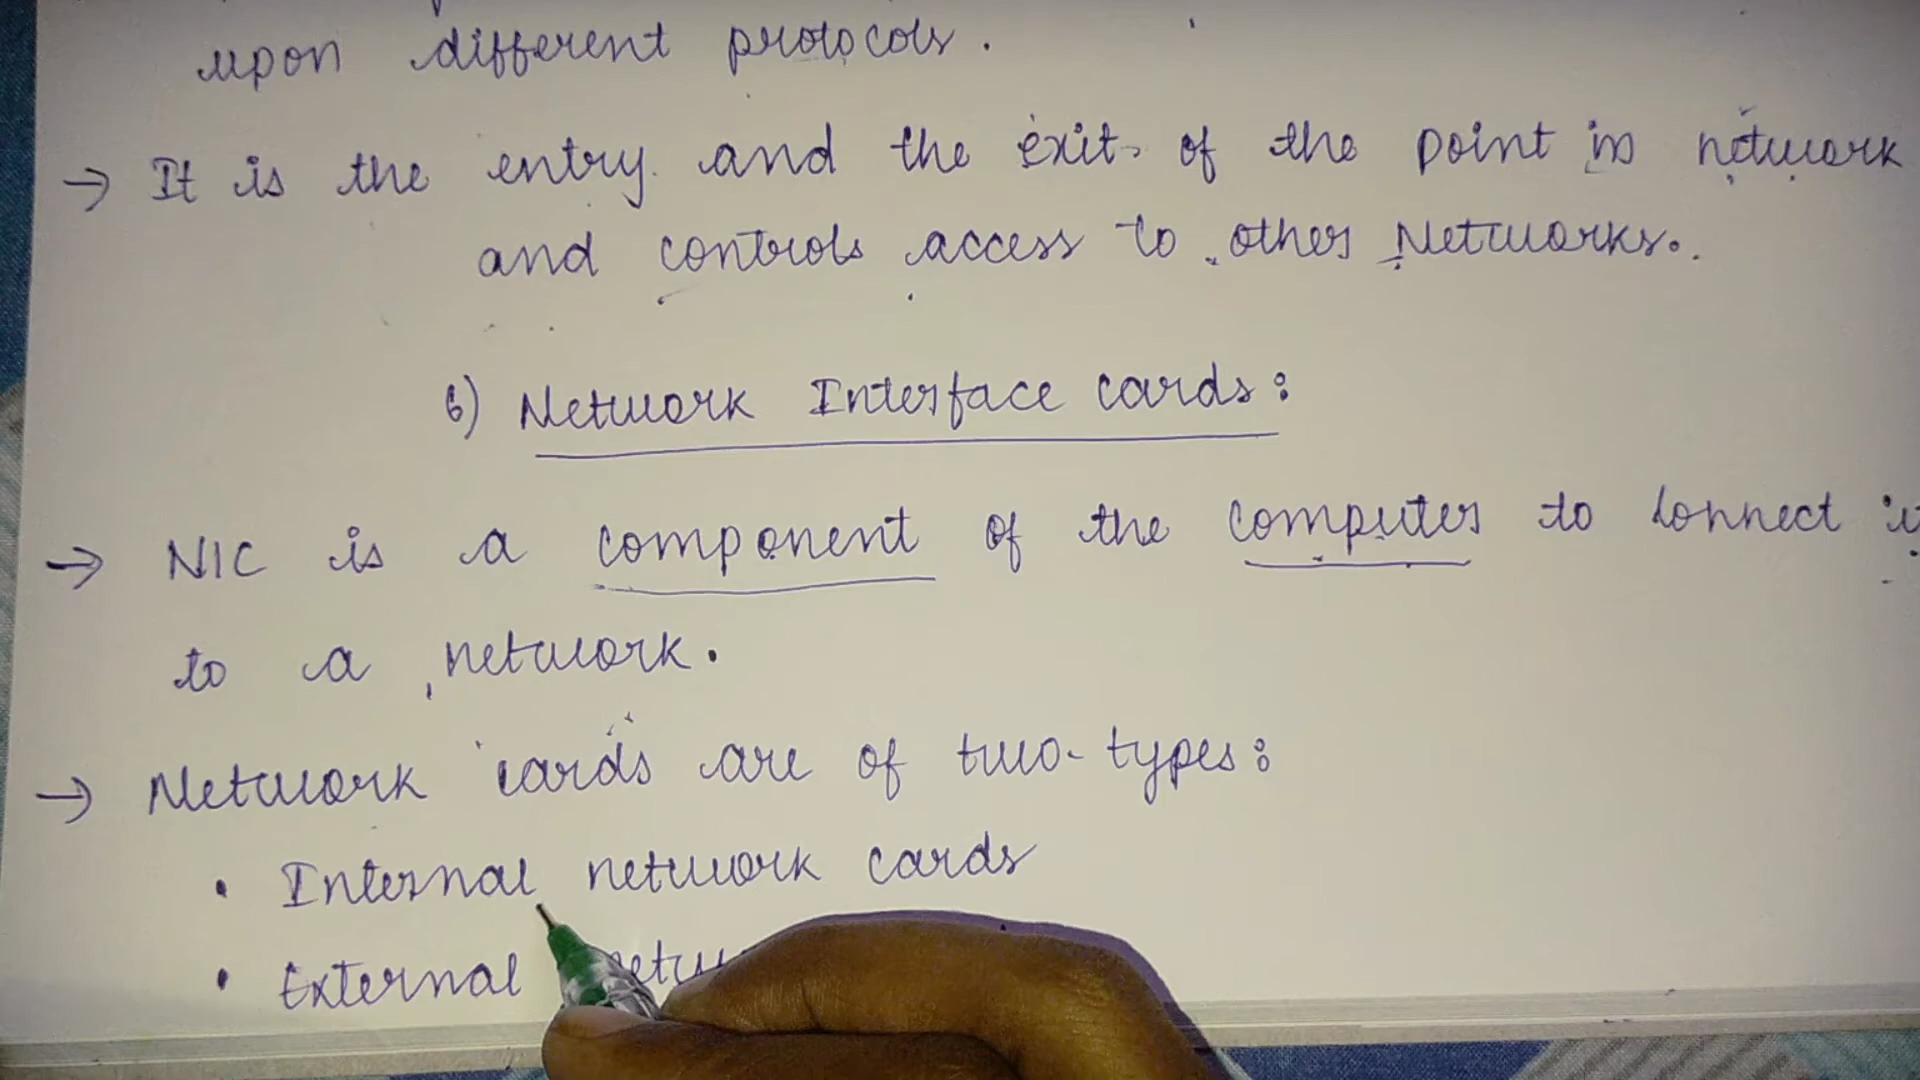 upon different protocols.
→ It is the entry and the exit of the point in network
and controls access to other Networks.
6) Network Interface cards:
→ NIC is a component of the computer to connect it
to a network.
→ Network cards are of two-types:
• Internal network cards
• External